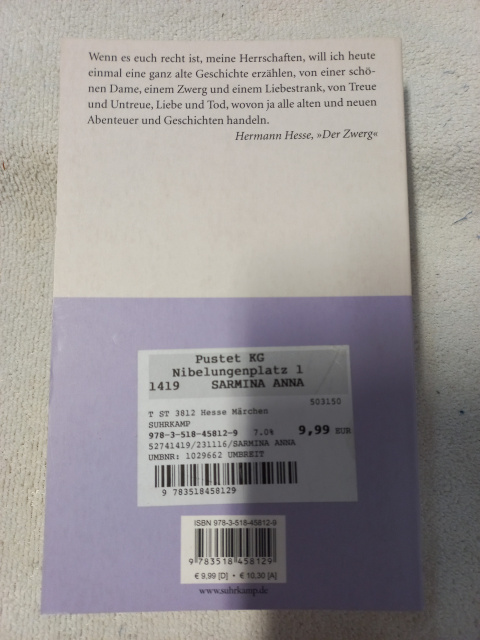 Wenn es euch recht ist, meine Herrschaften, will ich heute
einmal eine ganz alte Geschichte erzählen, von einer schö-
nen Dame, einem Zwerg und einem Liebestrank, von Treue
und Untreue, Liebe und Tod, wovon ja alle alten und neuen
Abenteuer und Geschichten handeln.
Hermann Hesse, »Der Zwerg«
Pustet KG
Nibelungenplatz 1
1419 SARMINA ANNA
503150
T ST 3812 Hesse Märchen
SUHRKAMP
978-3-518-45812-9 7.0% 9,99 EUR
52741419/231116/SARMINA ANNA
UMBNR: 1029662 UMBREIT
9 783518458129
ISBN 978-3-518-45812-9
9 783518 458129
€ 9,99 [D] • € 10,30 [A]
www.suhrkamp.de